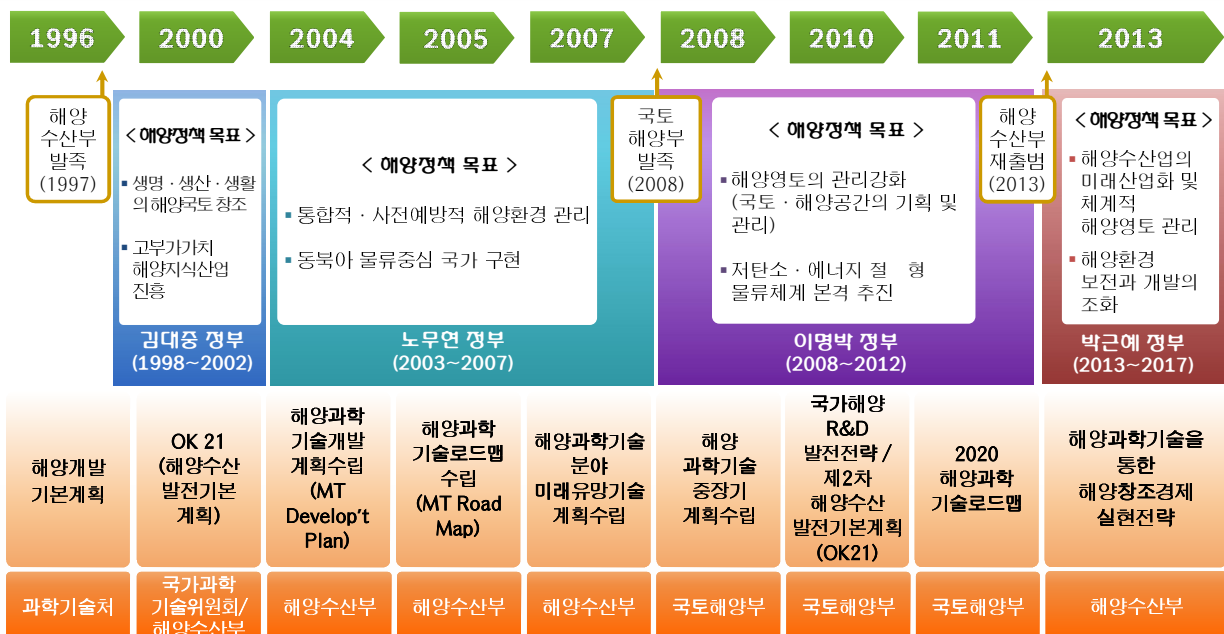 1996
2000
2004
2005
2007
2008
2010
2011
2013
해양
수산부
발족
(1997)
< 해양정책 목표 >
▪ 생명 · 생산 · 생활
의 해양국토 창조
▪ 고부가가치
해양지식산업
진흥
김대중 정부
(1998~2002)
< 해양정책 목표 >
▪ 통합적 · 사전예방적 해양환경 관리
▪ 동북아 물류중심 국가 구현
노무현 정부
(2003~2007)
국토
해양부
발족
(2008)
< 해양정책 목표 >
▪ 해양영토의 관리강화
(국토 · 해양공간의 기획 및
관리)
▪ 저탄소 · 에너지 절 형
물류체계 본격 추진
이명박 정부
(2008~2012)
해양
수산부
재출범
(2013)
< 해양정책 목표 >
▪ 해양수산업의
미래산업화 및
체계적
해양영토 관리
▪ 해양환경
보전과 개발의
조화
박근혜 정부
(2013~2017)
해양개발
기본계획
OK 21
(해양수산
발전기본
계획)
해양과학
기술개발
계획수립
(MT
Develop't
Plan)
해양과학
기술로드맵
수립
(MT Road
Map)
해양과학기술
분야
미래유망기술
계획수립
해양
과학기술
중장기
계획수립
국가해양
R&D
발전전략 /
제2차
해양수산
발전기본계획
(OK21)
2020
해양과학
기술로드맵
해양과학기술을
통한
해양창조경제
실현전략
과학기술처
국가과학
기술위원회/
해양수산부
해양수산부
해양수산부
해양수산부
국토해양부
국토해양부
국토해양부
해양수산부